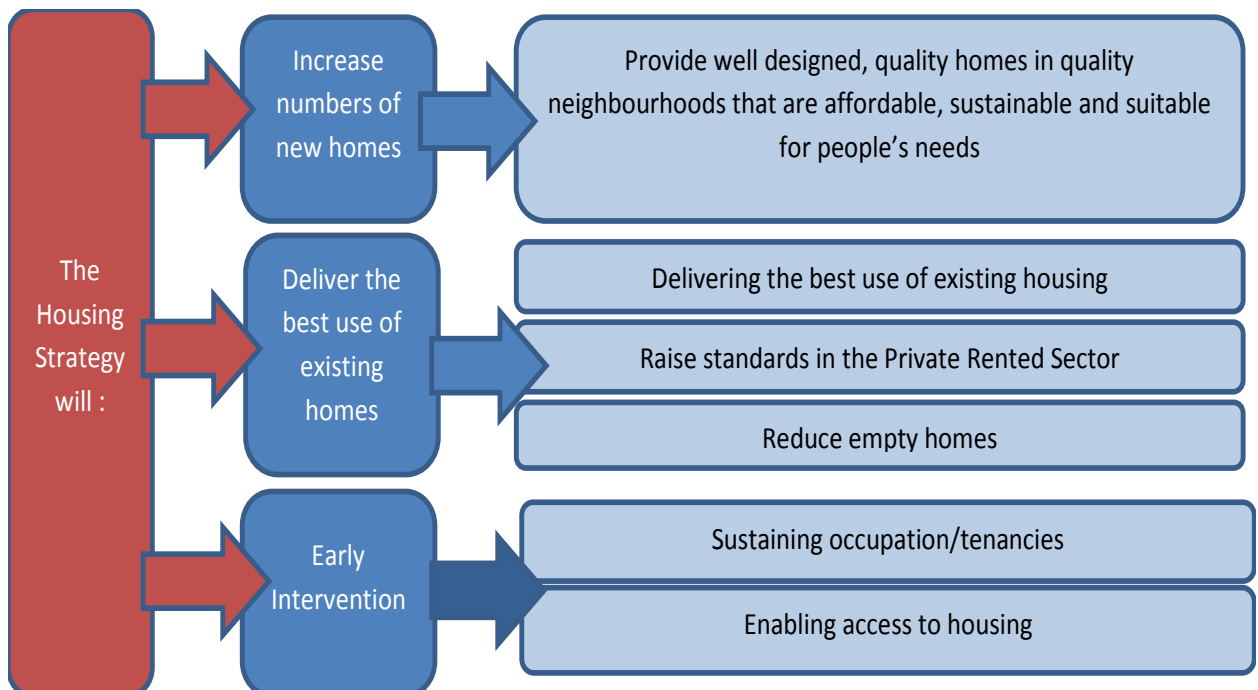 The
Housing
Strategy
will :
Increase
numbers of
new homes
Provide well designed, quality homes in quality
neighbourhoods that are affordable, sustainable and suitable
for people’s needs
Deliver the
best use of
existing
homes
Delivering the best use of existing housing
Raise standards in the Private Rented Sector
Reduce empty homes
Early
Intervention
Sustaining occupation/tenancies
Enabling access to housing